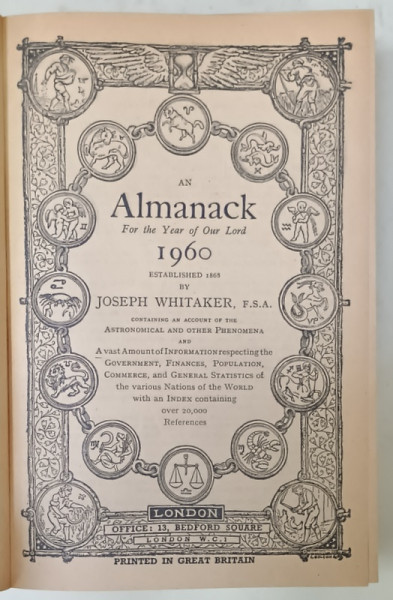 AN
Almanack
For the Year of Our Lord
1960
ESTABLISHED 1868
BY
JOSEPH WHITAKER, F.S.A.
CONTAINING AN ACCOUNT OF THE
ASTRONOMICAL AND OTHER PHENOMENA
AND
A vast Amount of INFORMATION respecting the
GOVERNMENT, FINANCES, POPULATION,
COMMERCE, and GENERAL STATISTICS of
the various Nations of the WORLD
with an INDEX containing
over 20,000
References
LONDON
OFFICE: 13, BEDFORD SQUARE
LONDON W.C.1
PRINTED IN GREAT BRITAIN